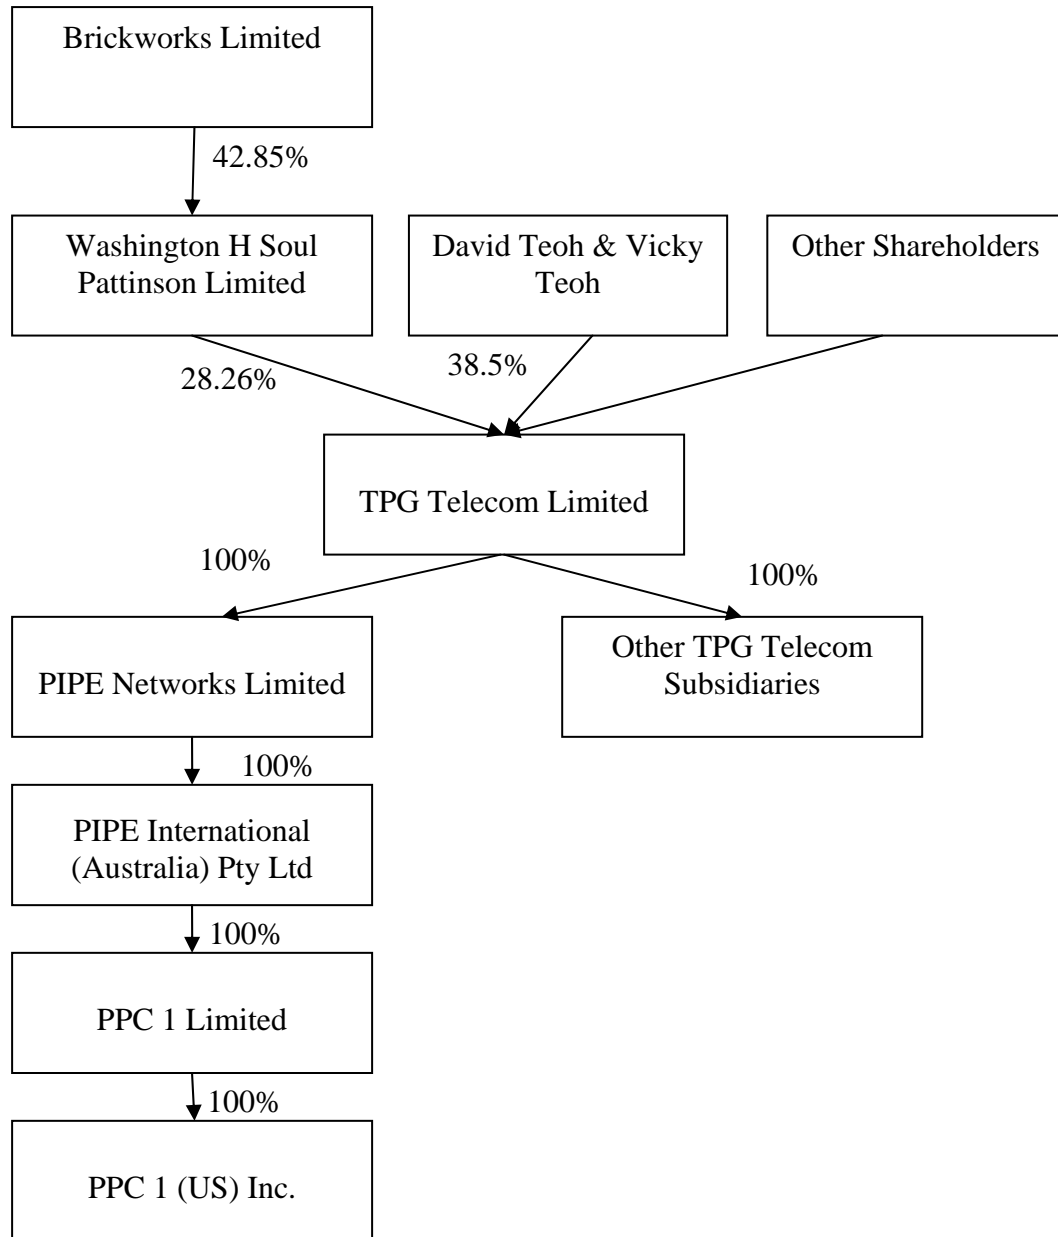 Brickworks Limited
42.85%
Washington H Soul
Pattinson Limited
David Teoh & Vicky
Teoh
Other Shareholders
28.26%
38.5%
TPG Telecom Limited
100%
100%
PIPE Networks Limited
Other TPG Telecom
Subsidiaries
100%
PIPE International
(Australia) Pty Ltd
100%
PPC 1 Limited
100%
PPC 1 (US) Inc.